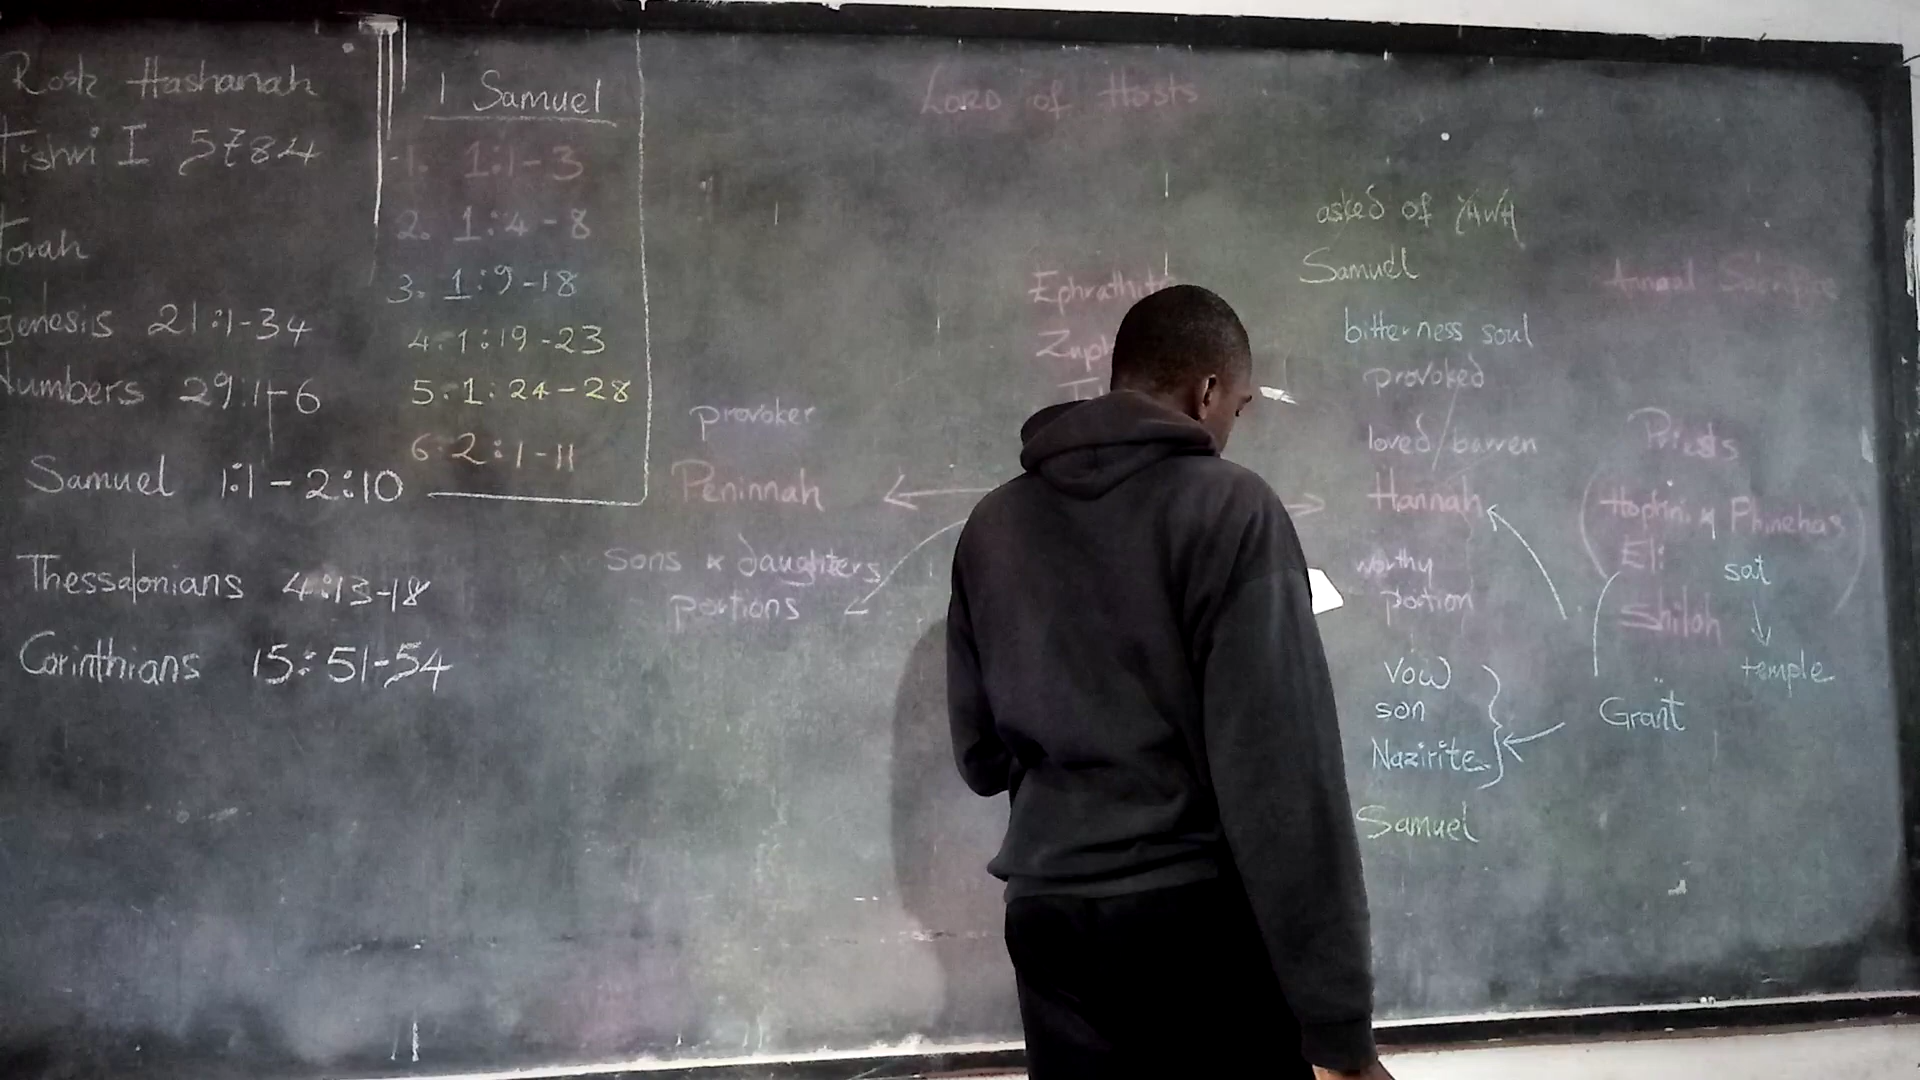 Rosh Hashanah
Tishri I 5784
Torah
Genesis 21:1-34
Numbers 29:1-6
Samuel 1:1-2:10
Thessalonians 4:13-18
Corinthians 15:51-54
1 Samuel
1. 1:1-3
2. 1:4-8
3. 1:9-18
4. 1:19-23
5. 1:24-28
6. 2:1-11
Lord of Hosts
provoker
Peninnah
sons & daughters
portions
Ephrathite
Zuph
asked of YHWH
Samuel
bitterness soul
provoked
loved/barren
Hannah
worthy
portion
vow
son
Nazirite
Samuel
Annual Sacrifice
Priests
Hophni & Phinehas
Eli
sat
Shiloh
temple
Grant